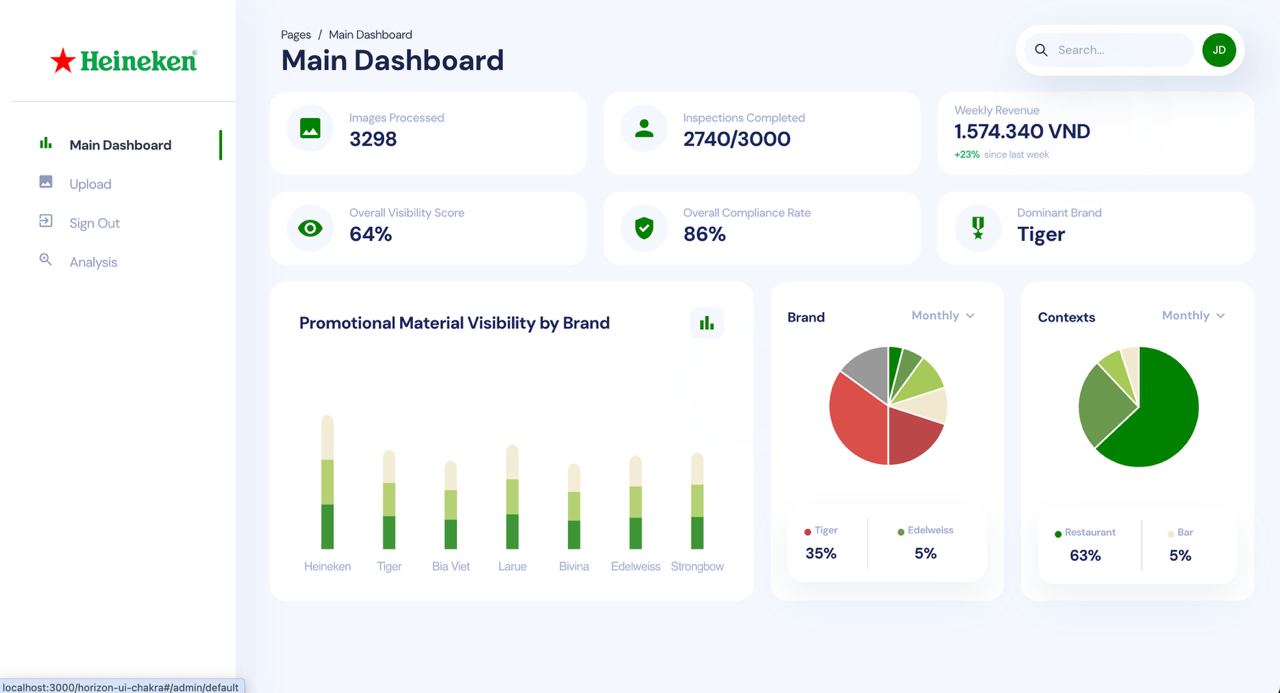 Heineken®
Main Dashboard
Upload
Sign Out
Analysis
Pages / Main Dashboard
Main Dashboard
Search...
JD
Images Processed
3298
Inspections Completed
2740/3000
Weekly Revenue
1.574.340 VND
+23% since last week
Overall Visibility Score
64%
Overall Compliance Rate
86%
Dominant Brand
Tiger
Promotional Material Visibility by Brand
Heineken Tiger Bia Viet Larue Bivina Edelweiss Strongbow
Brand Monthly
Tiger Edelweiss
35% 5%
Contexts Monthly
Restaurant Bar
63% 5%
localhost:3000/horizon-ui-chakra#/admin/default